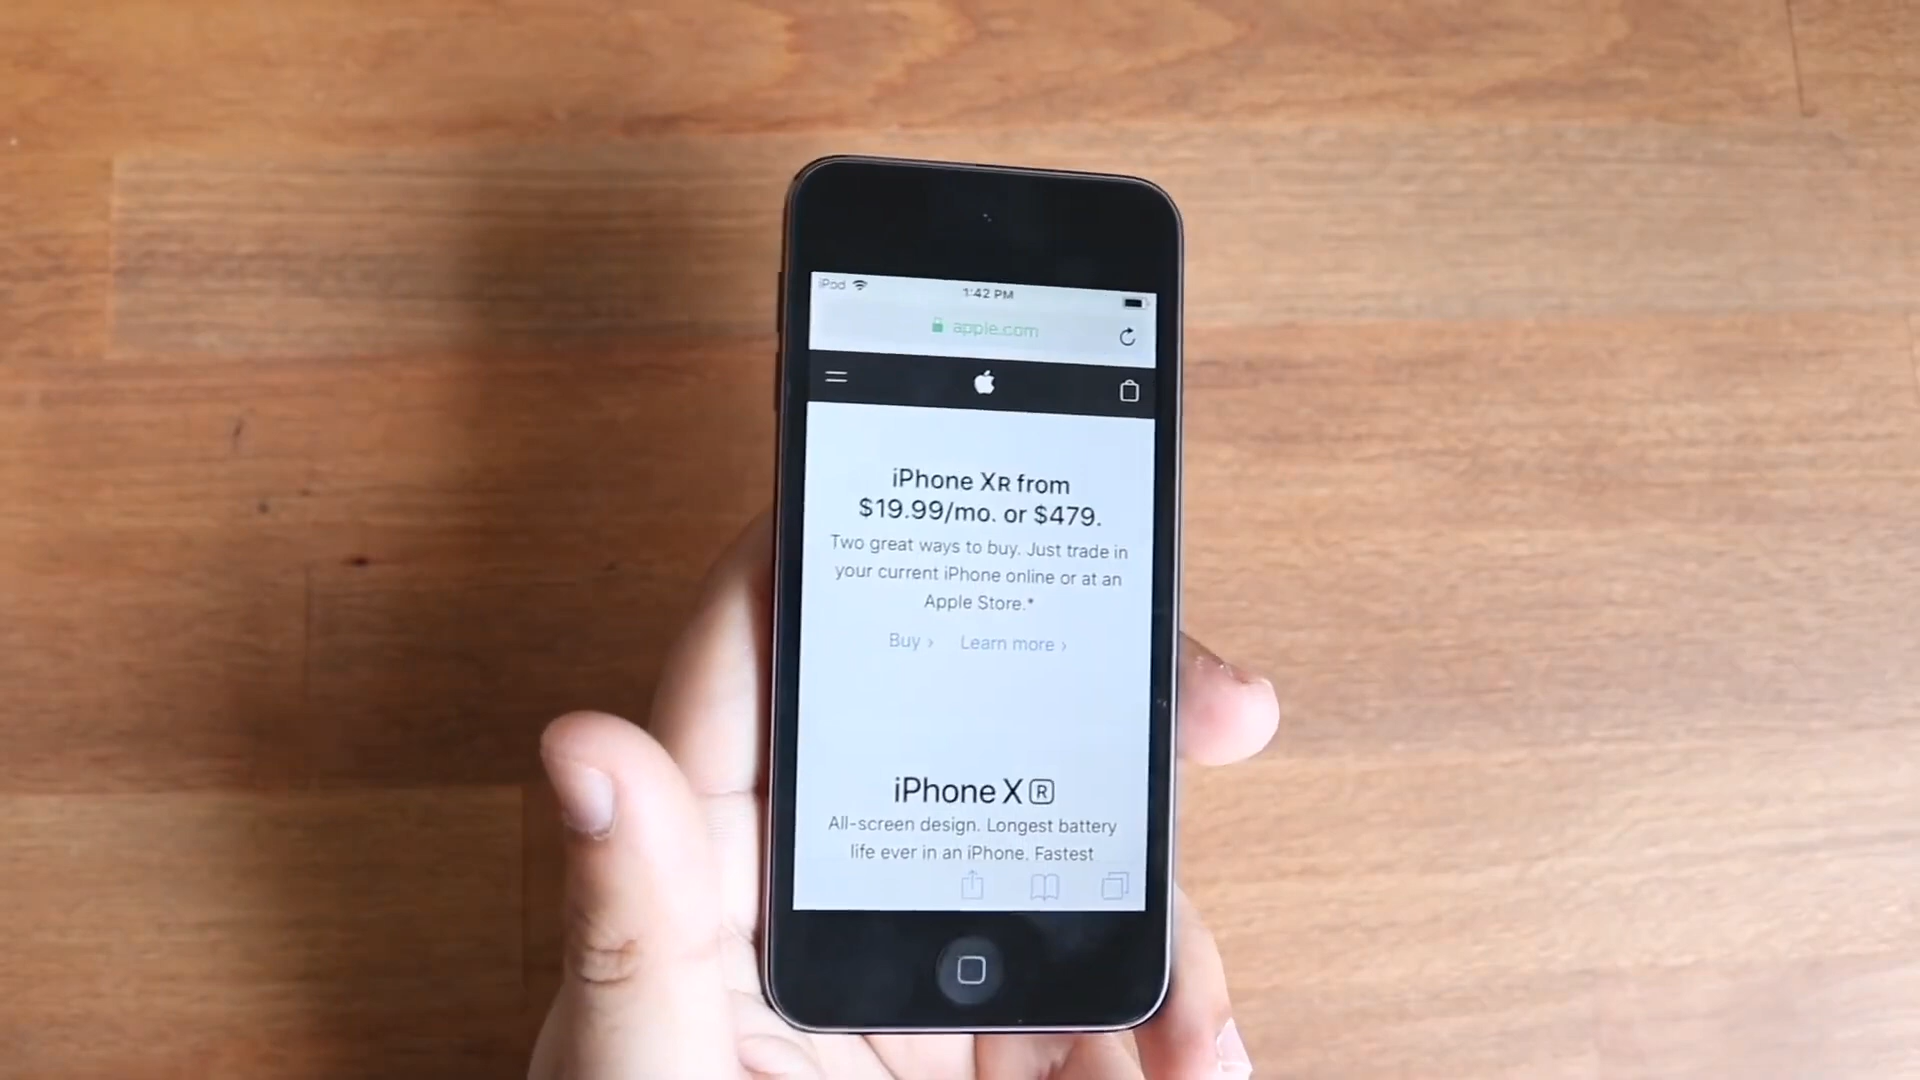 iPod 1:42 PM
apple.com
iPhone XR from
$19.99/mo. or $479.
Two great ways to buy. Just trade in
your current iPhone online or at an
Apple Store.*
Buy › Learn more ›
iPhone X R
All-screen design. Longest battery
life ever in an iPhone. Fastest